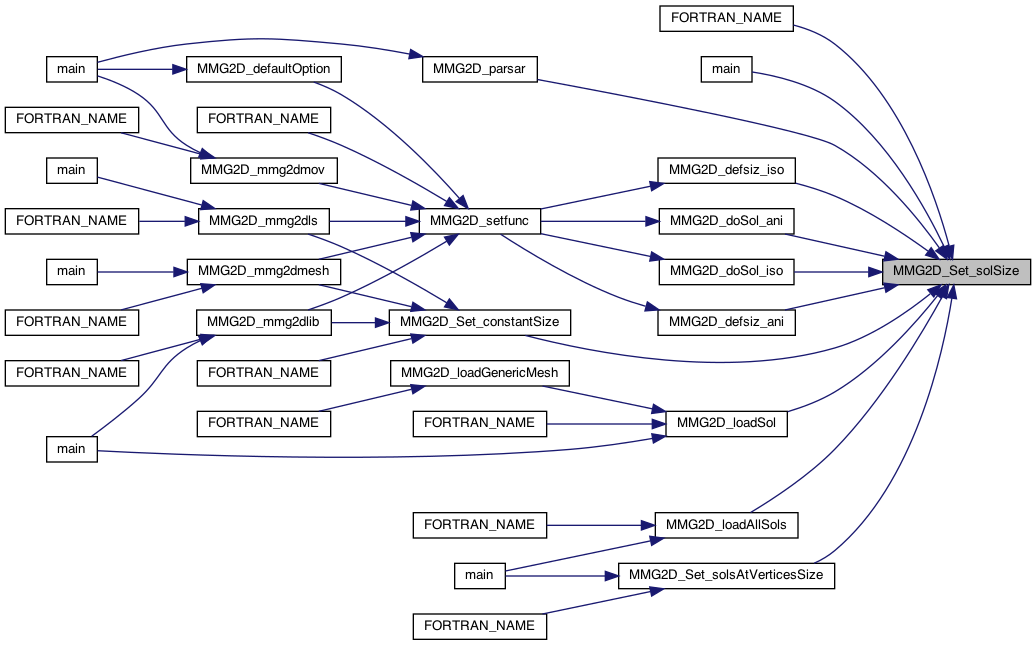 FORTRAN_NAME
main
MMG2D_parsar
main
MMG2D_defaultOption
FORTRAN_NAME
FORTRAN_NAME
main
MMG2D_mmg2dmov
MMG2D_defsiz_iso
FORTRAN_NAME
MMG2D_mmg2dls
MMG2D_setfunc
MMG2D_doSol_ani
main
MMG2D_mmg2dmesh
MMG2D_doSol_iso
MMG2D_Set_solSize
FORTRAN_NAME
MMG2D_mmg2dlib
MMG2D_Set_constantSize
MMG2D_defsiz_ani
FORTRAN_NAME
FORTRAN_NAME
MMG2D_loadGenericMesh
FORTRAN_NAME
FORTRAN_NAME
MMG2D_loadSol
main
FORTRAN_NAME
MMG2D_loadAllSols
main
MMG2D_Set_solsAtVerticesSize
FORTRAN_NAME